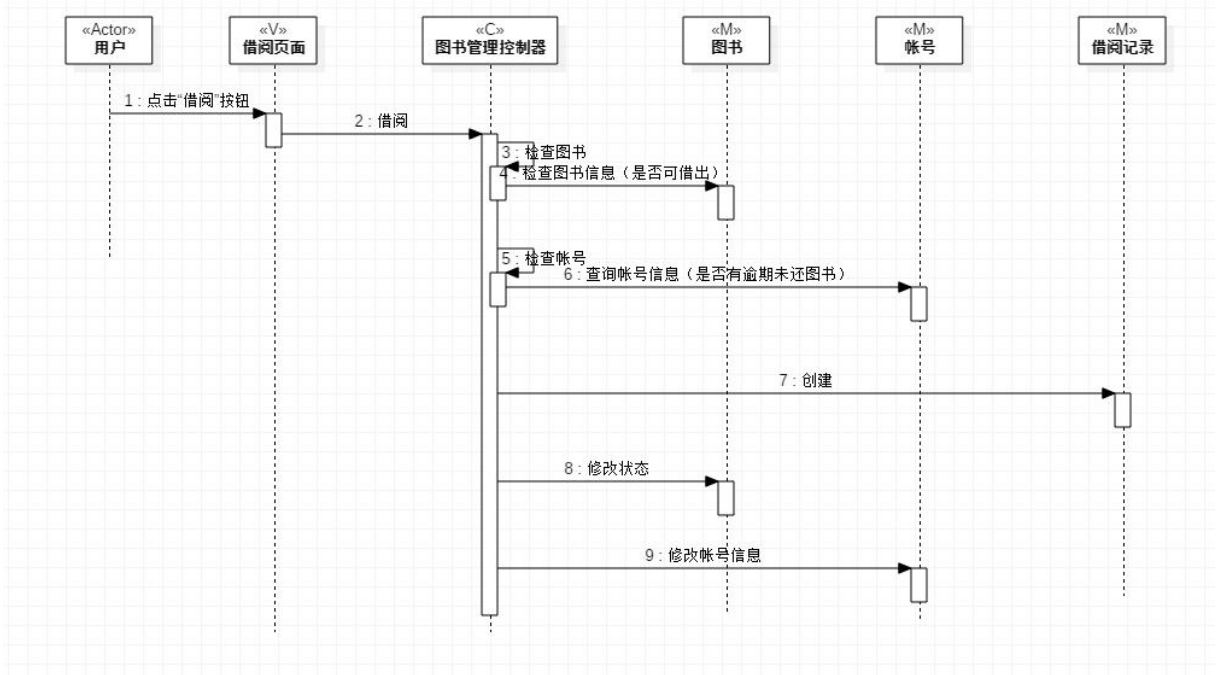 «Actor»
用户
«V»
借阅页面
«C»
图书管理控制器
«M»
图书
«M»
帐号
«M»
借阅记录
1 : 点击“借阅”按钮
2 : 借阅
3 : 检查图书
4 : 检查图书信息（是否可借出）
5 : 检查帐号
6 : 查询帐号信息（是否有逾期未还图书）
7 : 创建
8 : 修改状态
9 : 修改帐号信息